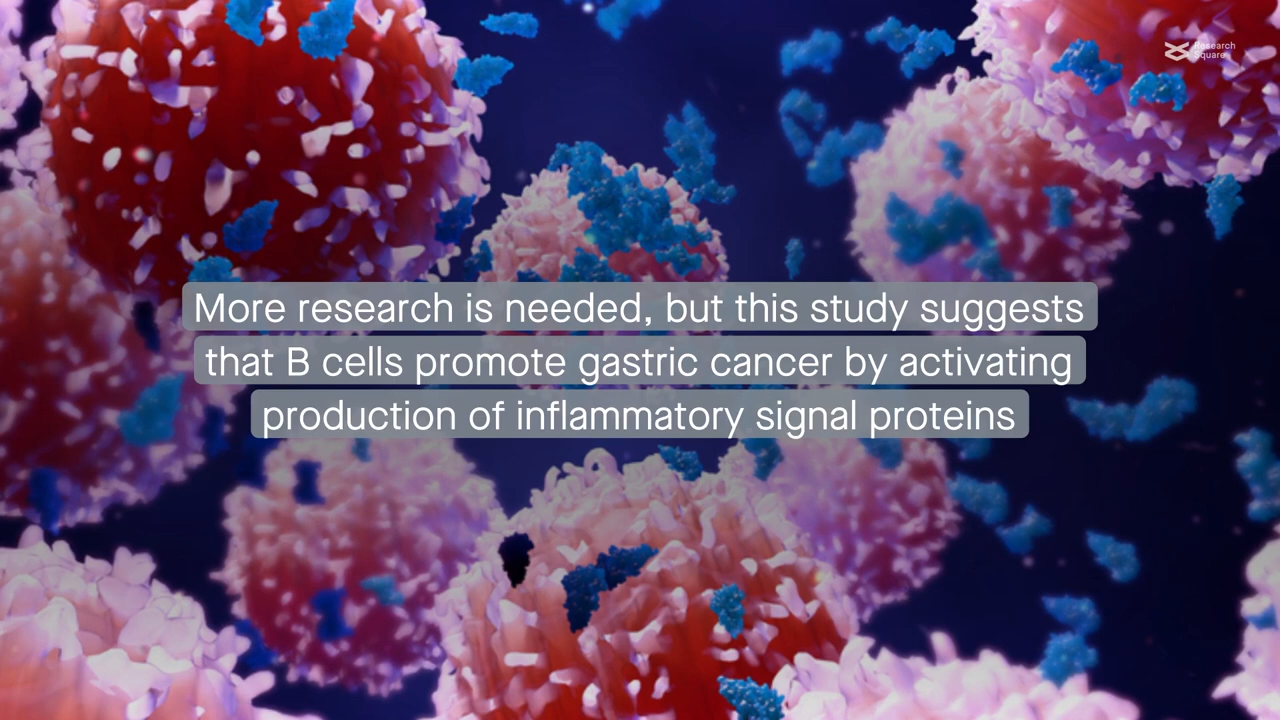 Research
Square
More research is needed, but this study suggests
that B cells promote gastric cancer by activating
production of inflammatory signal proteins